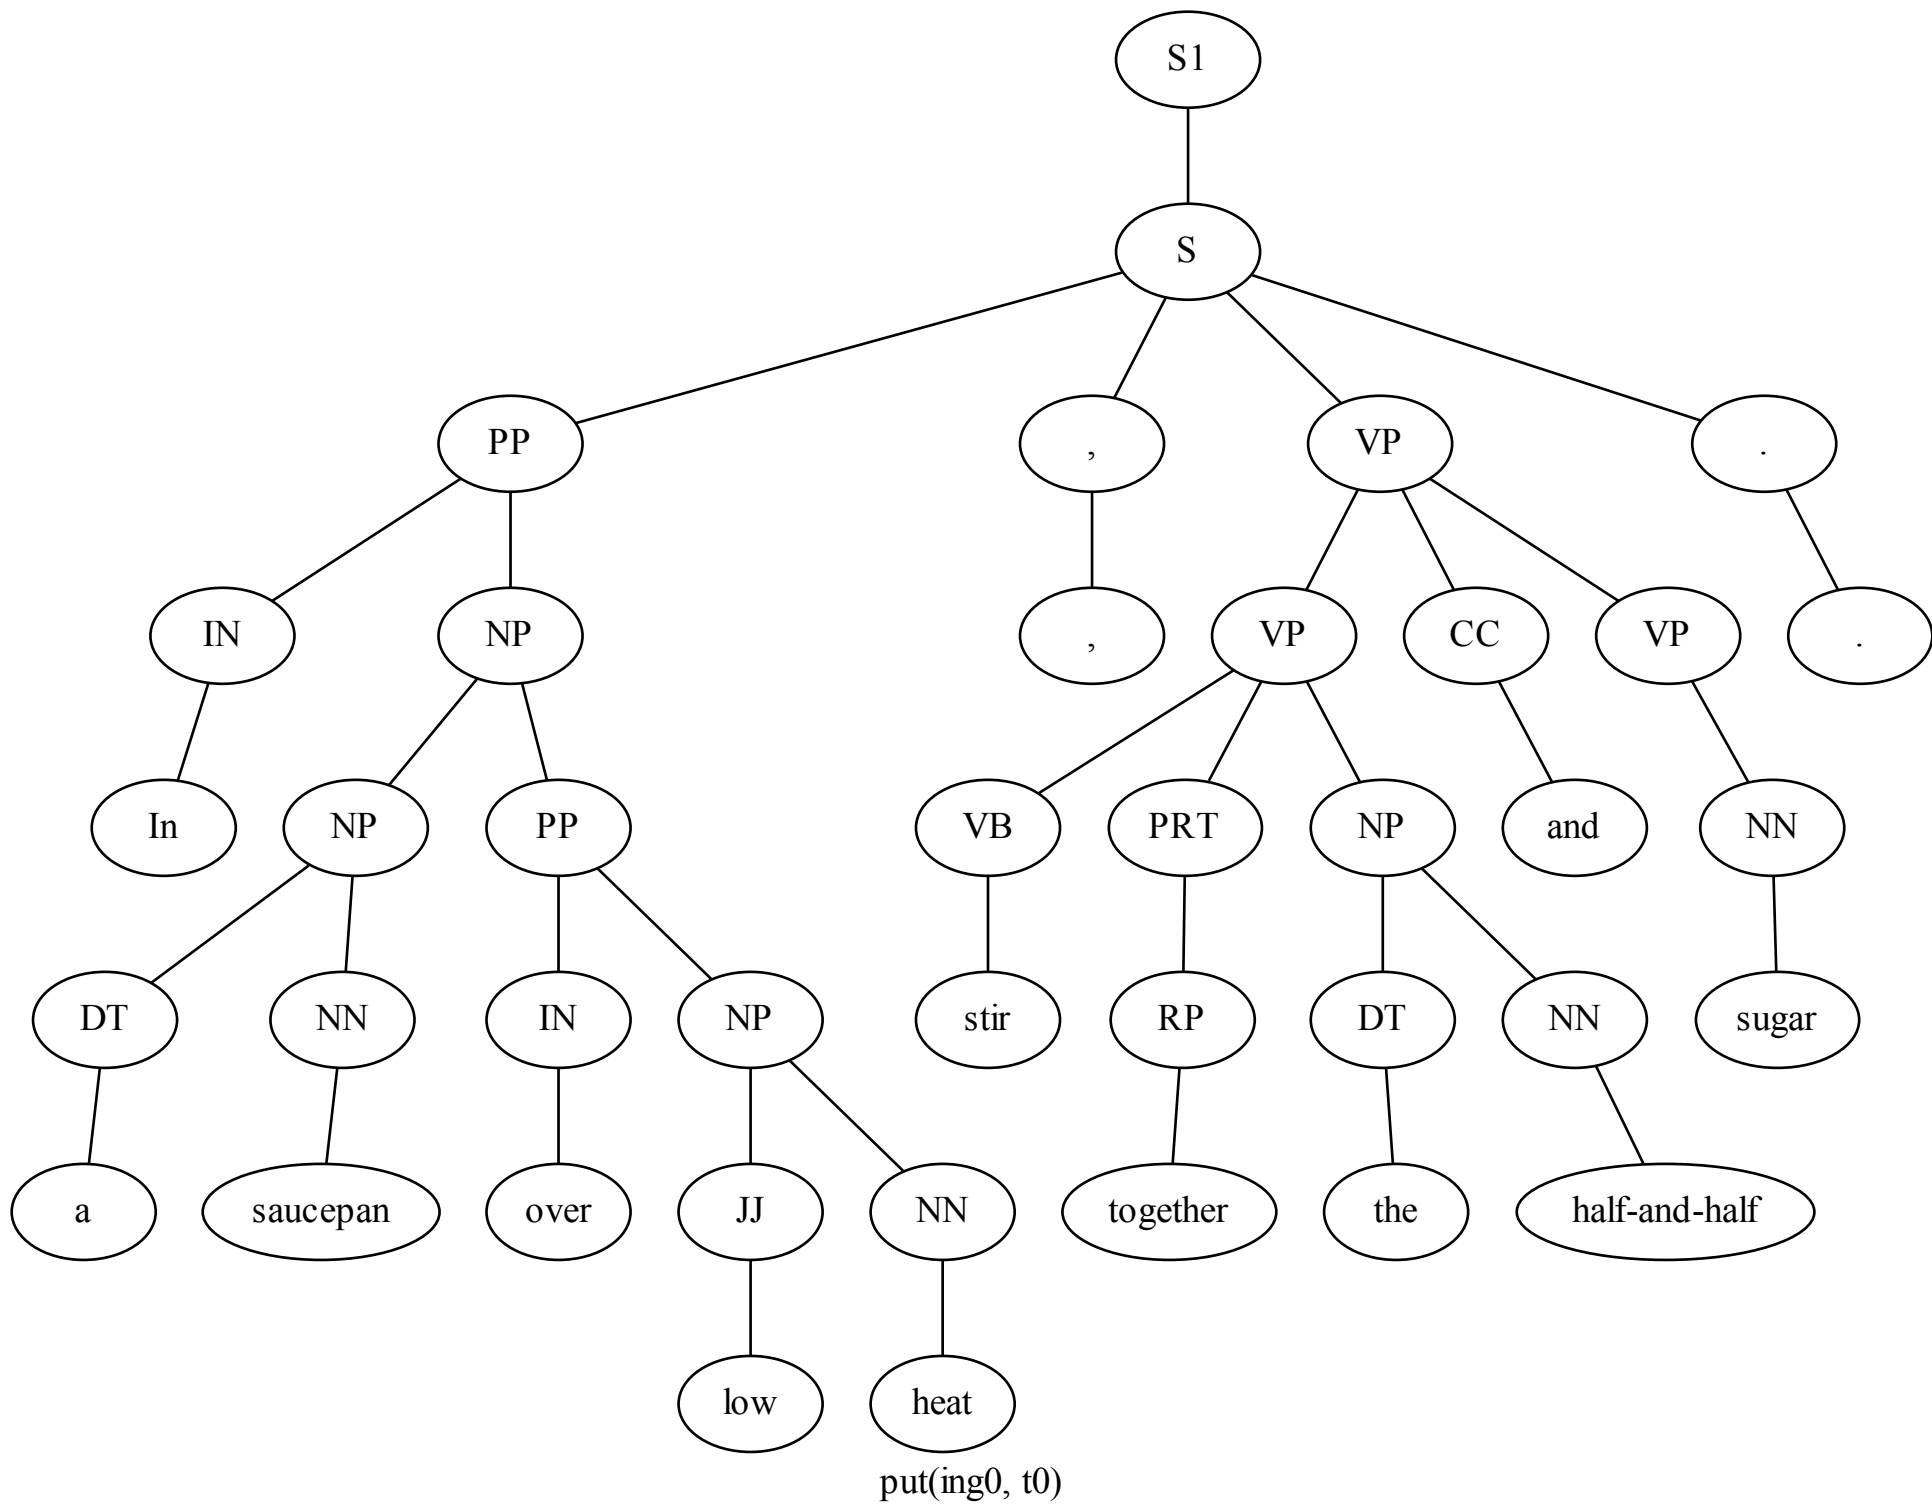 S1
S
PP , VP .
IN NP , VP CC VP .
In NP PP VB PRT NP and NN
DT NN IN NP stir RP DT NN sugar
a saucepan over JJ NN together the half-and-half
low heat
put(ing0, t0)